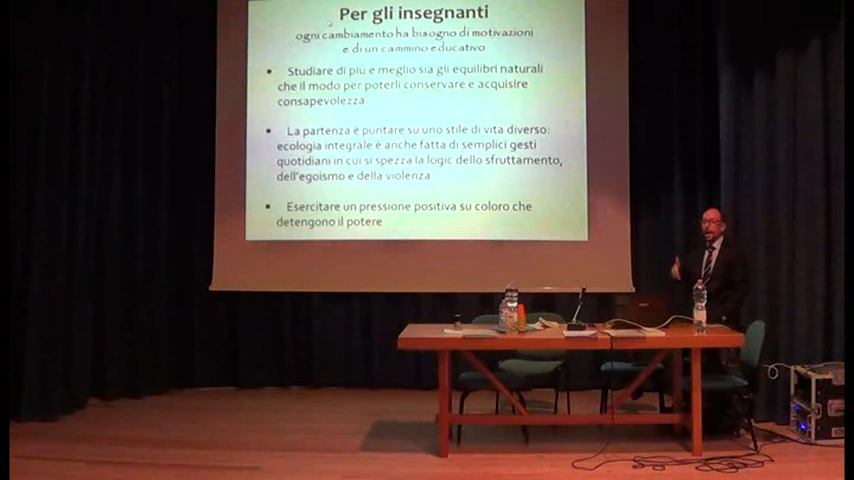 Per gli insegnanti
ogni cambiamento ha bisogno di motivazioni
e di un cammino educativo
• Studiare di più e meglio sia gli equilibri naturali
che il modo per poterli conservare e acquisire
consapevolezza
• La partenza è puntare su uno stile di vita diverso:
ecologia integrale è anche fatta di semplici gesti
quotidiani in cui si spezza la logic dello sfruttamento,
dell'egoismo e della violenza
• Esercitare un pressione positiva su coloro che
detengono il potere